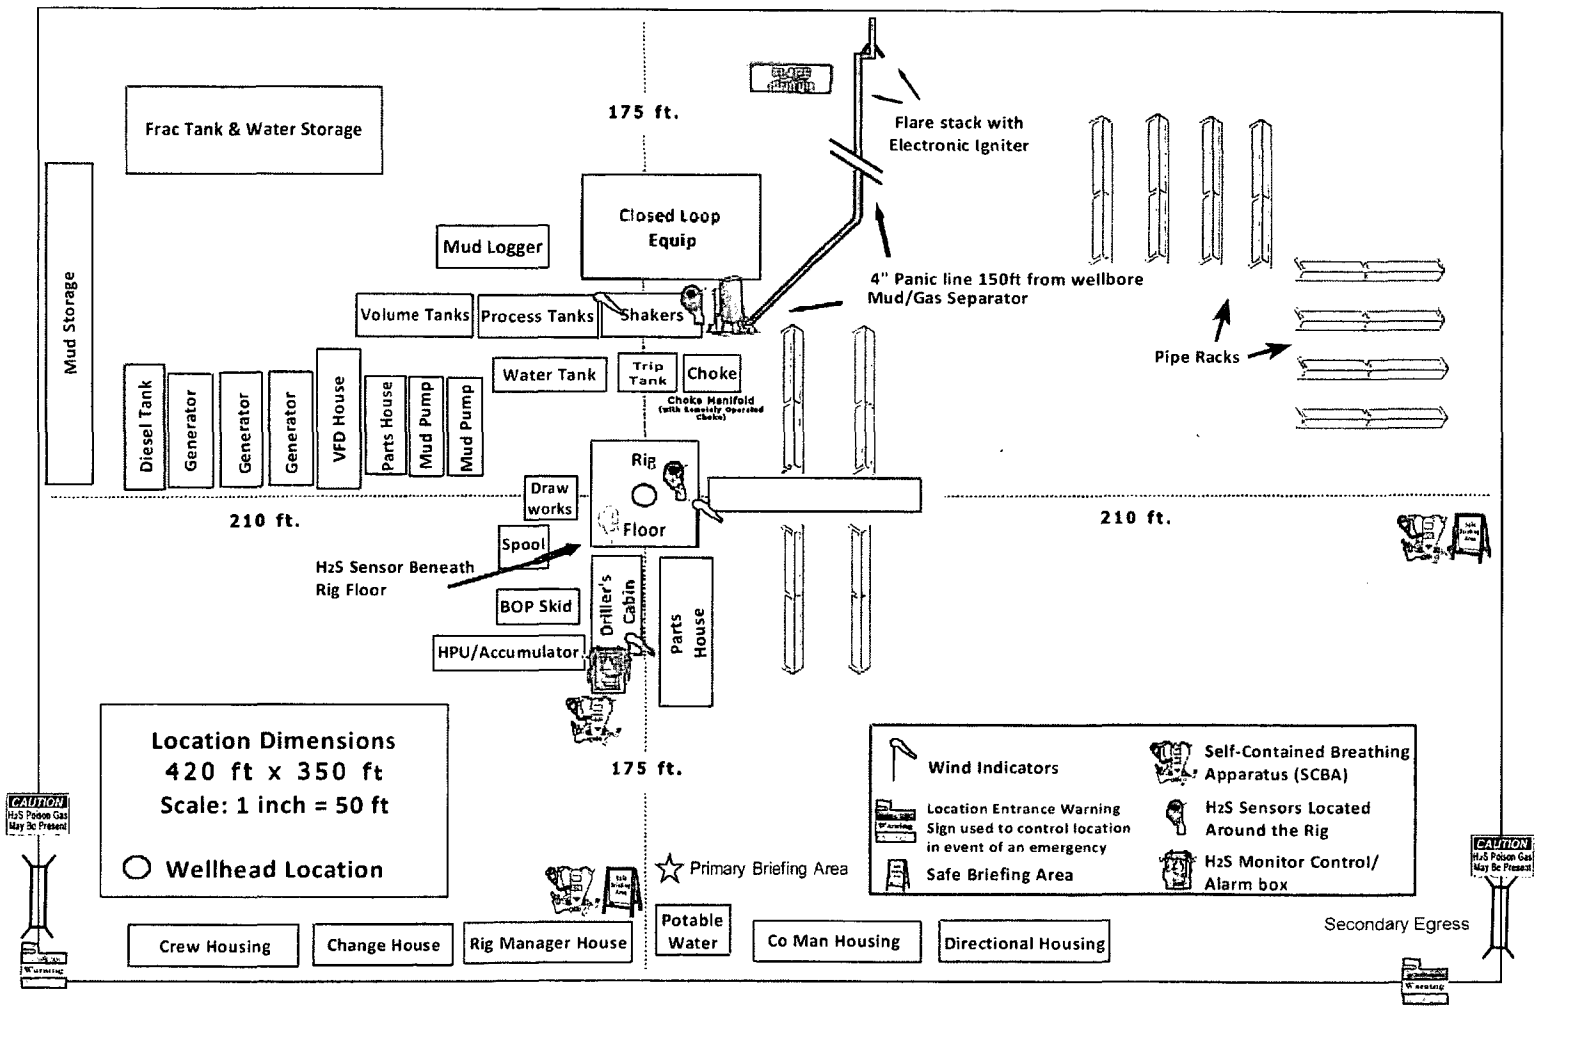 175 ft.
Frac Tank & Water Storage
Flare stack with
Electronic Igniter
Closed Loop
Equip
Mud Logger
Mud Storage
4" Panic line 150ft from wellbore
Mud/Gas Separator
Volume Tanks
Process Tanks
Shakers
Pipe Racks
Water Tank
Trip
Tank
Choke
Choke Manifold
(with Remotely Operated
Choke)
Diesel Tank
Generator
Generator
Generator
VFD House
Parts House
Mud Pump
Mud Pump
Rig
Floor
Draw
works
210 ft.
210 ft.
Spool
H2S Sensor Beneath
Rig Floor
Driller's
Cabin
Parts
House
BOP Skid
HPU/Accumulator
Location Dimensions
420 ft x 350 ft
Scale: 1 inch = 50 ft
Wellhead Location
175 ft.
Wind Indicators
Location Entrance Warning
Sign used to control location
in event of an emergency
Safe Briefing Area
Self-Contained Breathing
Apparatus (SCBA)
H2S Sensors Located
Around the Rig
H2S Monitor Control/
Alarm box
CAUTION
H2S Poison Gas
May Be Present
CAUTION
H2S Poison Gas
May Be Present
Primary Briefing Area
Secondary Egress
Crew Housing
Change House
Rig Manager House
Potable
Water
Co Man Housing
Directional Housing
Warning
Warning
Warning